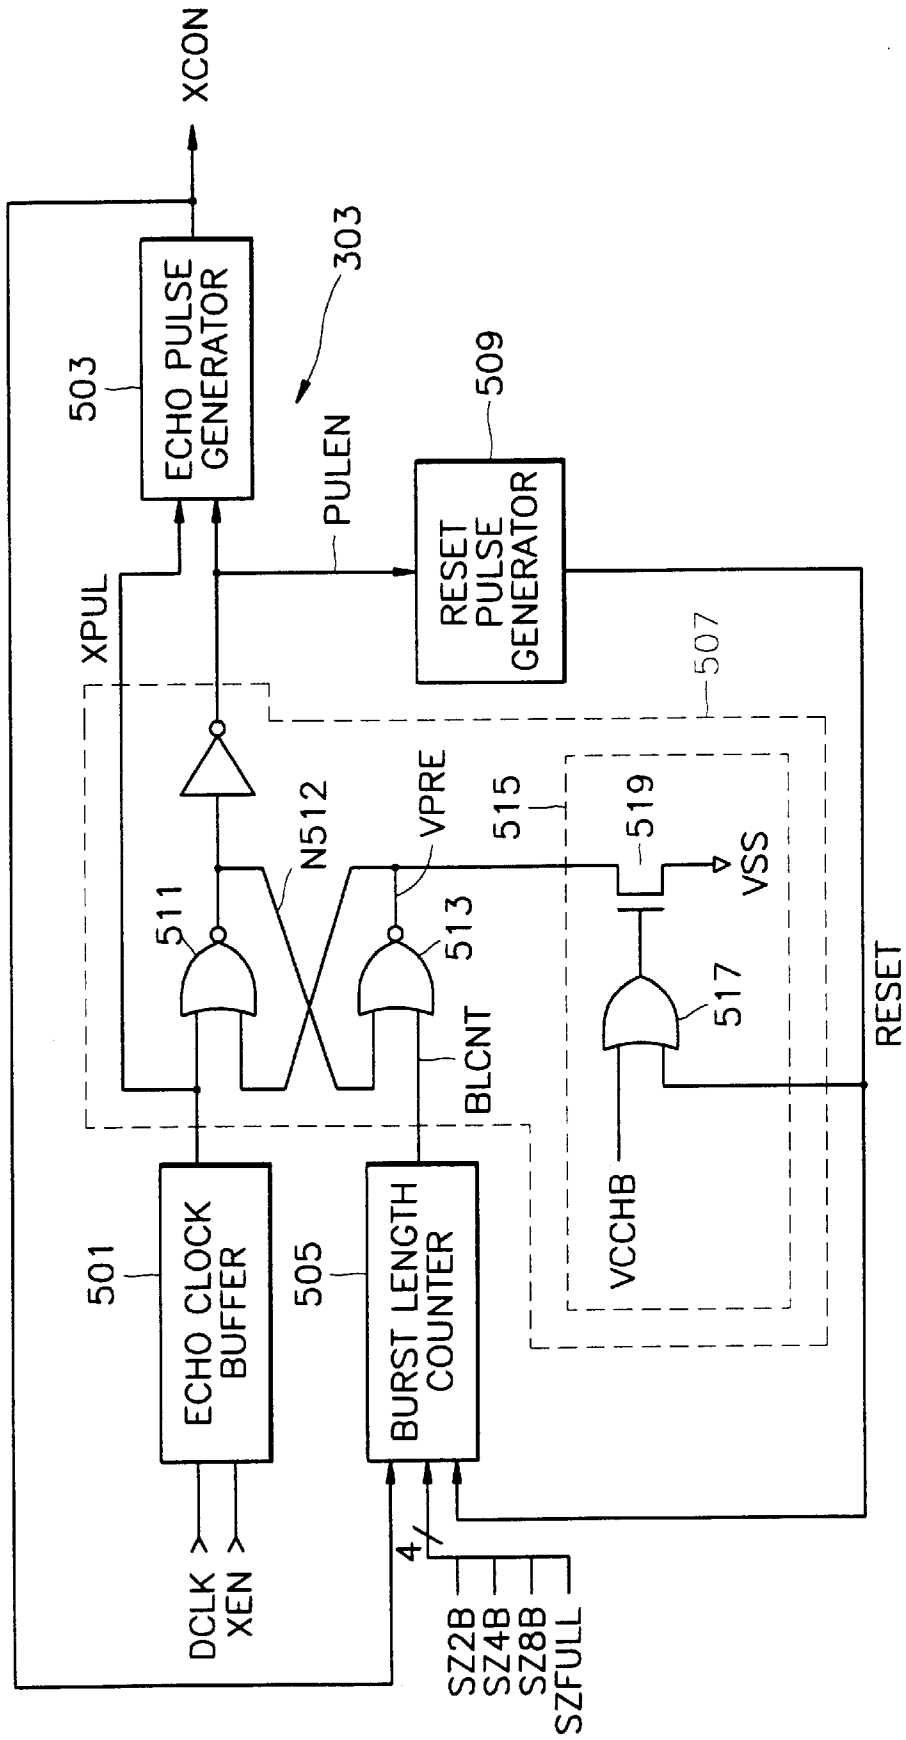 XCON
503
ECHO PULSE
GENERATOR
303
XPUL
PULEN
509
RESET
PULSE
GENERATOR
507
511
N512
VPRE
513
BLCNT
515
519
VSS
517
VCCHB
RESET
501
ECHO CLOCK
BUFFER
505
BURST LENGTH
COUNTER
DCLK
XEN
4
SZ2B
SZ4B
SZ8B
SZFULL